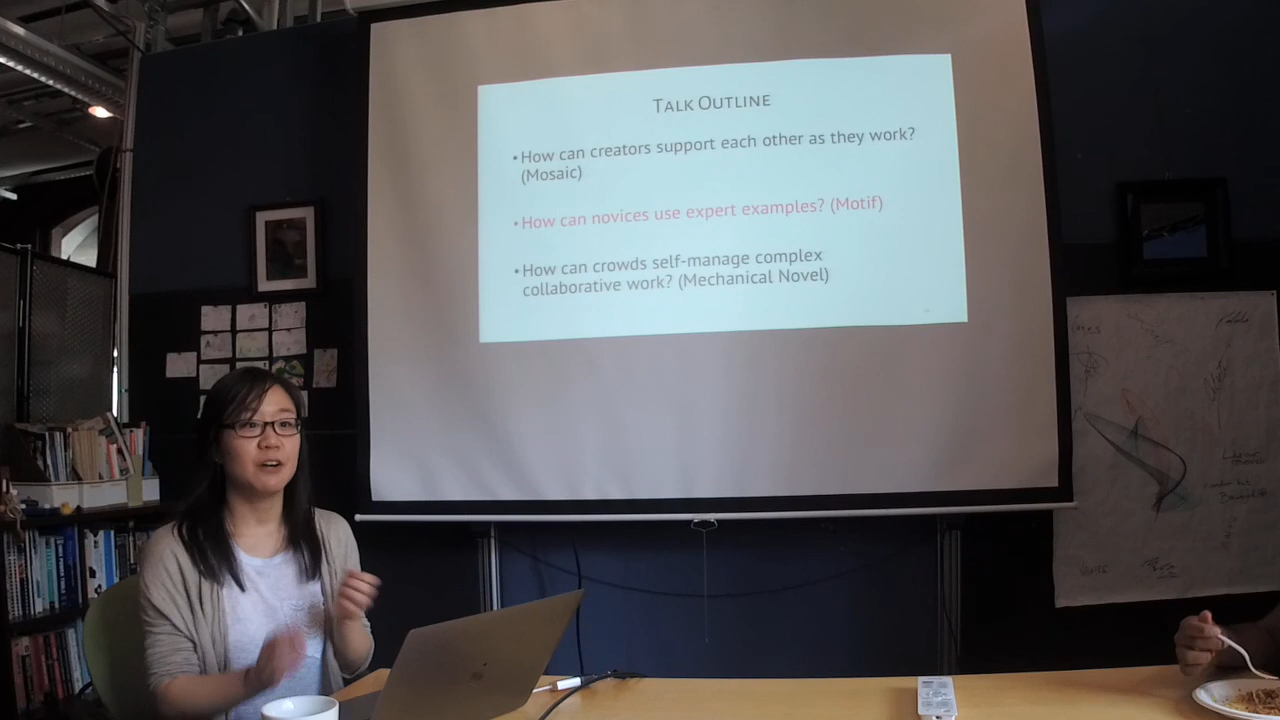 TALK OUTLINE
• How can creators support each other as they work?
(Mosaic)
• How can novices use expert examples? (Motif)
• How can crowds self-manage complex
collaborative work? (Mechanical Novel)